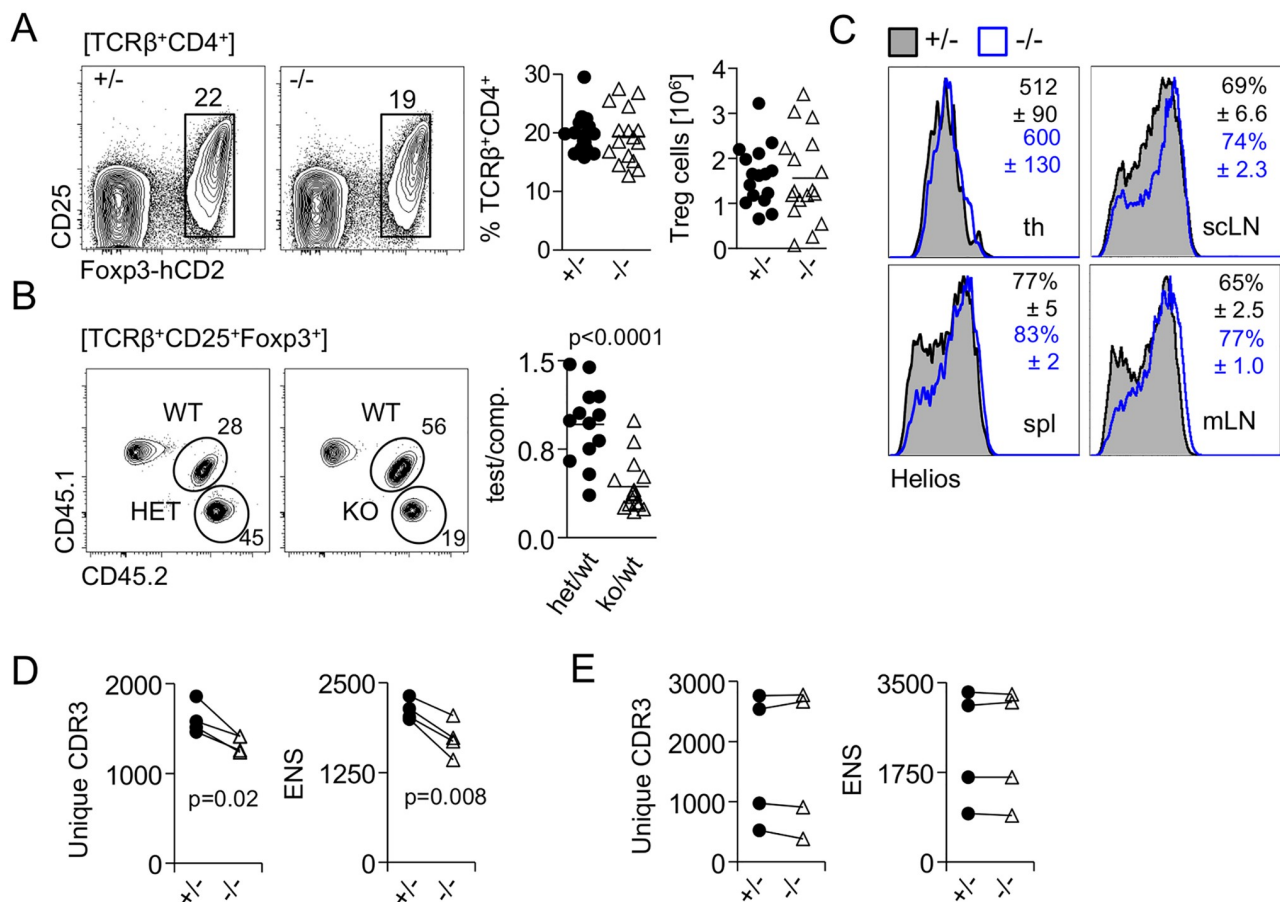 A
[TCRβ⁺CD4⁺]
+/-
22
-/-
19
CD25
Foxp3-hCD2
% TCRβ⁺CD4⁺
30
20
10
0
+/-
-/-
Treg cells [10⁶]
4
3
2
1
0
+/-
-/-
B
[TCRβ⁺CD25⁺Foxp3⁺]
WT
28
HET
45
WT
56
KO
19
CD45.1
CD45.2
p<0.0001
test/comp.
1.5
0.8
0.0
het/wt
ko/wt
C
+/-
-/-
512
± 90
600
± 130
th
69%
± 6.6
74%
± 2.3
scLN
77%
± 5
83%
± 2
spl
65%
± 2.5
77%
± 1.0
mLN
Helios
D
Unique CDR3
2000
1000
0
p=0.02
+/-
-/-
ENS
2500
1250
0
p=0.008
+/-
-/-
E
Unique CDR3
3000
2000
1000
0
+/-
-/-
ENS
3500
1750
0
+/-
-/-